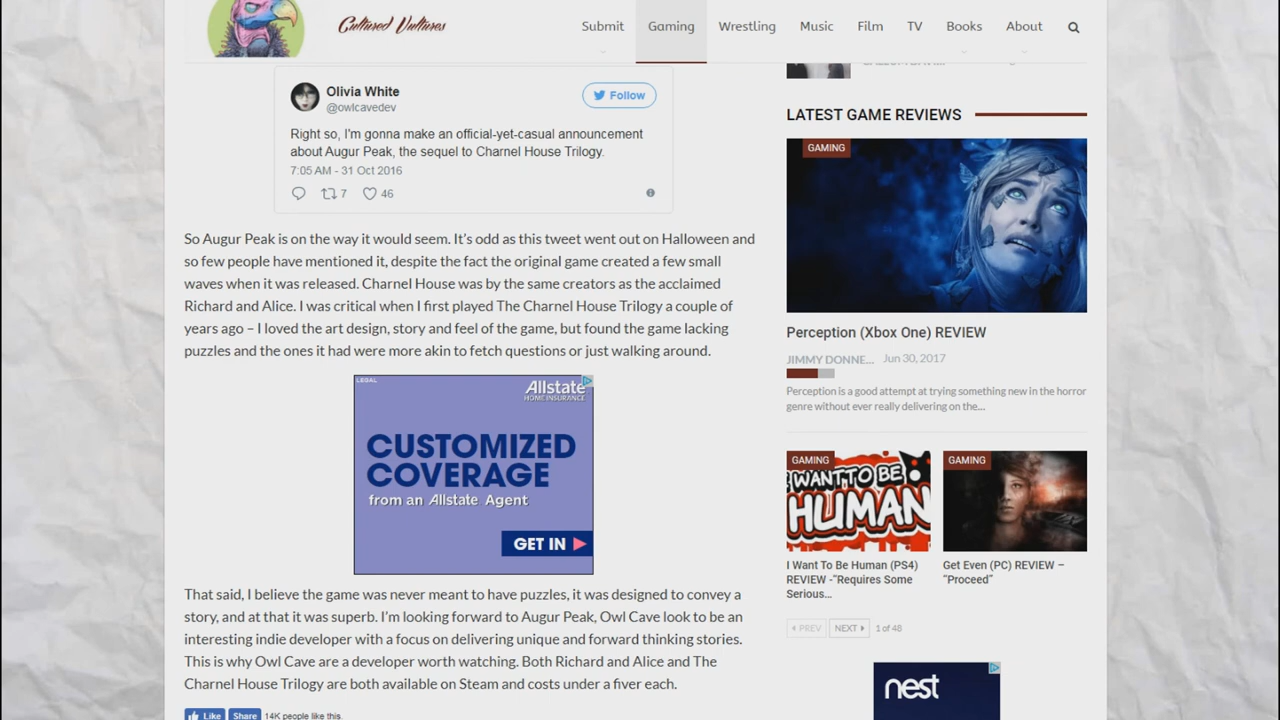 Cultured Vultures
Submit
Gaming
Wrestling
Music
Film
TV
Books
About
Olivia White
@owlcavedev
Follow
Right so, I'm gonna make an official-yet-casual announcement
about Augur Peak, the sequel to Charnel House Trilogy.
7:05 AM - 31 Oct 2016
7
46
So Augur Peak is on the way it would seem. It's odd as this tweet went out on Halloween and
so few people have mentioned it, despite the fact the original game created a few small
waves when it was released. Charnel House was by the same creators as the acclaimed
Richard and Alice. I was critical when I first played The Charnel House Trilogy a couple of
years ago – I loved the art design, story and feel of the game, but found the game lacking
puzzles and the ones it had were more akin to fetch questions or just walking around.
LEGAL
Allstate
HOME INSURANCE
CUSTOMIZED
COVERAGE
from an Allstate Agent
GET IN
That said, I believe the game was never meant to have puzzles, it was designed to convey a
story, and at that it was superb. I'm looking forward to Augur Peak, Owl Cave look to be an
interesting indie developer with a focus on delivering unique and forward thinking stories.
This is why Owl Cave are a developer worth watching. Both Richard and Alice and The
Charnel House Trilogy are both available on Steam and costs under a fiver each.
Like
Share
14K people like this.
LATEST GAME REVIEWS
GAMING
Perception (Xbox One) REVIEW
JIMMY DONNE...
Jun 30, 2017
Perception is a good attempt at trying something new in the horror
genre without ever really delivering on the...
GAMING
I WANT TO BE
HUMAN
I Want To Be Human (PS4)
REVIEW -"Requires Some
Serious...
GAMING
Get Even (PC) REVIEW –
"Proceed"
PREV
NEXT
1 of 48
nest